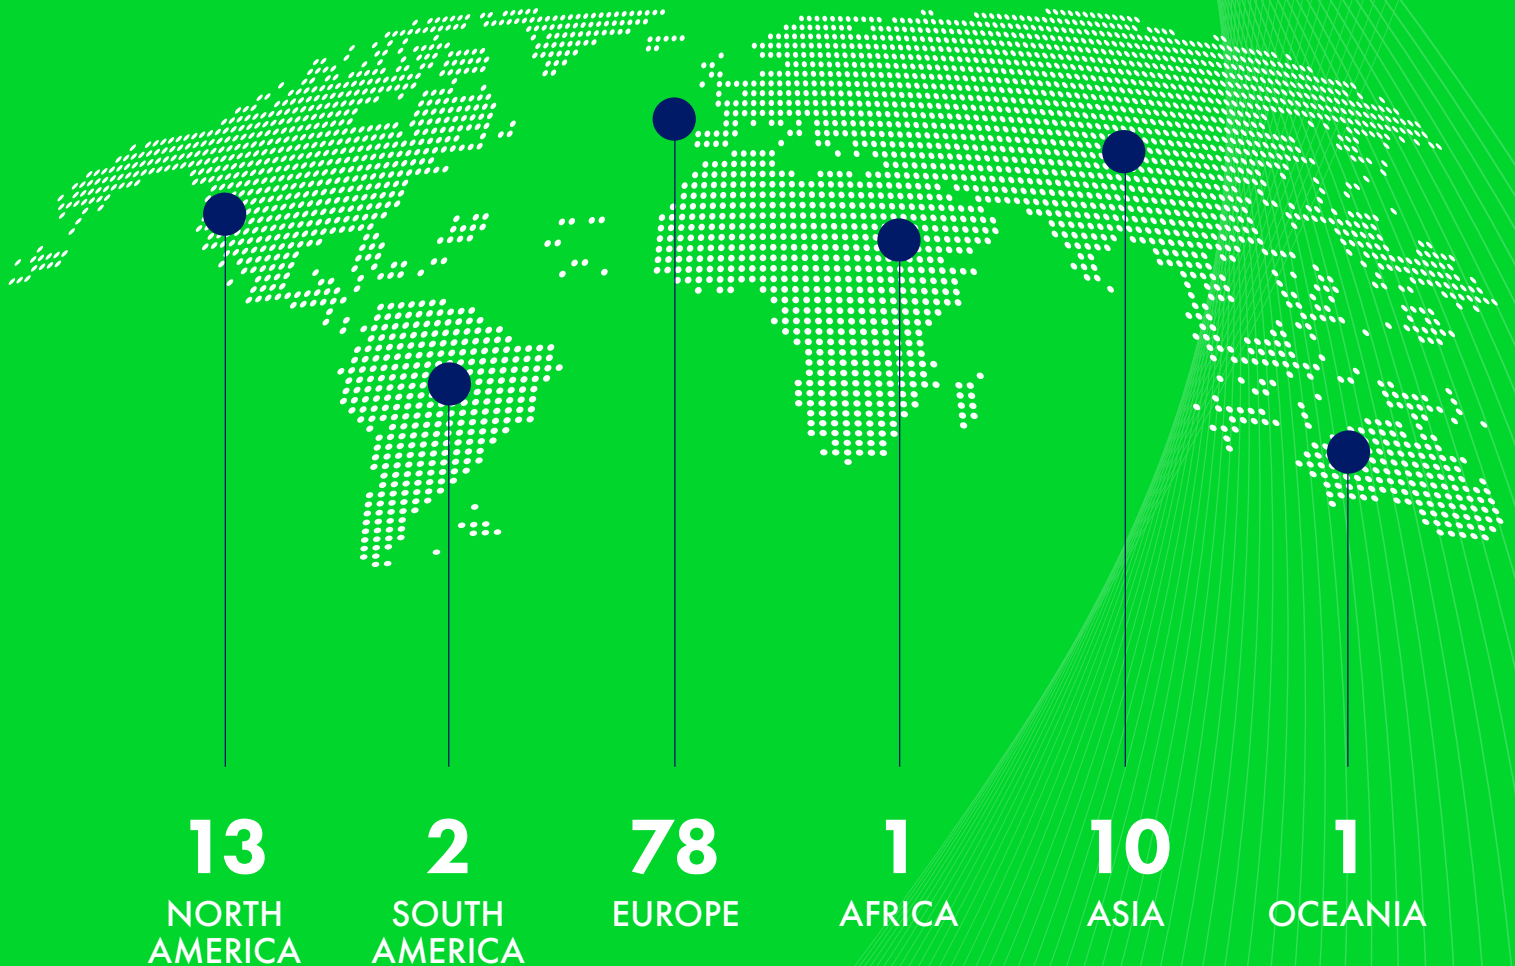 13
NORTH
AMERICA
2
SOUTH
AMERICA
78
EUROPE
1
AFRICA
10
ASIA
1
OCEANIA